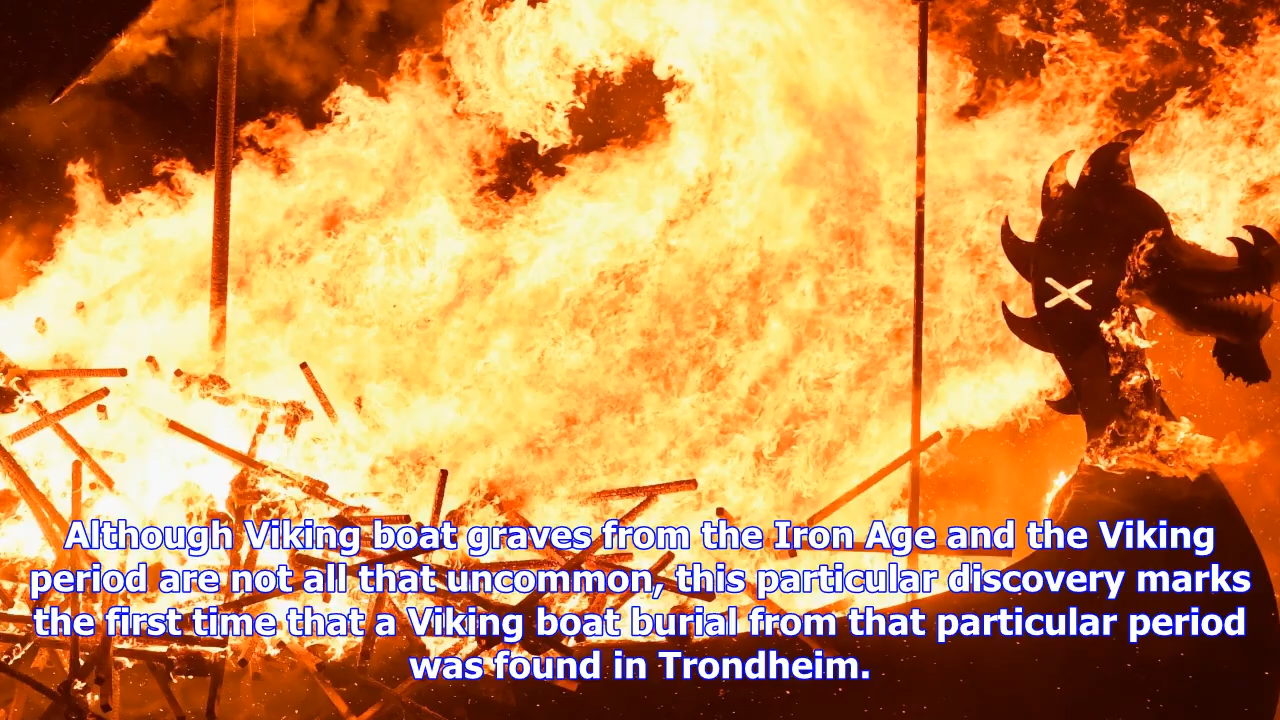 Although Viking boat graves from the Iron Age and the Viking
period are not all that uncommon, this particular discovery marks
the first time that a Viking boat burial from that particular period
was found in Trondheim.